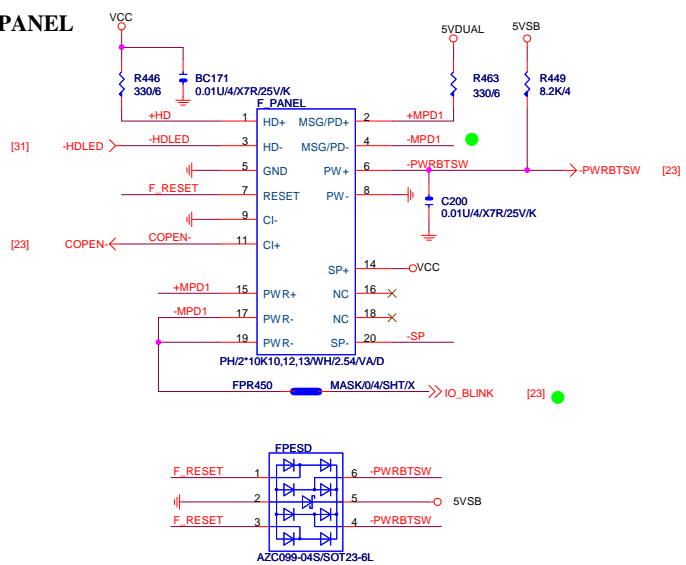 PANEL
VCC
5VDUAL
5VSB
R446
330/6
BC171
0.01U/4/X7R/25V/K
R463
330/6
R449
8.2K/4
F_PANEL
+HD
1
HD+
MSG/PD+
2
+MPD1
[31]
-HDLED
-HDLED
3
HD-
MSG/PD-
4
-MPD1
5
GND
PW+
6
-PWRBTSW
-PWRBTSW
[23]
F_RESET
7
RESET
PW-
8
C200
0.01U/4/X7R/25V/K
9
CI-
[23]
COPEN-
COPEN-
11
CI+
SP+
14
VCC
+MPD1
15
PWR+
NC
16
-MPD1
17
PWR-
NC
18
19
PWR-
SP-
20
-SP
PH/2*10K10,12,13/WH/2.54/VA/D
FPR450
MASK/0/4/SHT/X
IO_BLINK
[23]
FPESD
F_RESET
1
6
-PWRBTSW
2
5
5VSB
F_RESET
3
4
-PWRBTSW
AZC099-04S/SOT23-6L